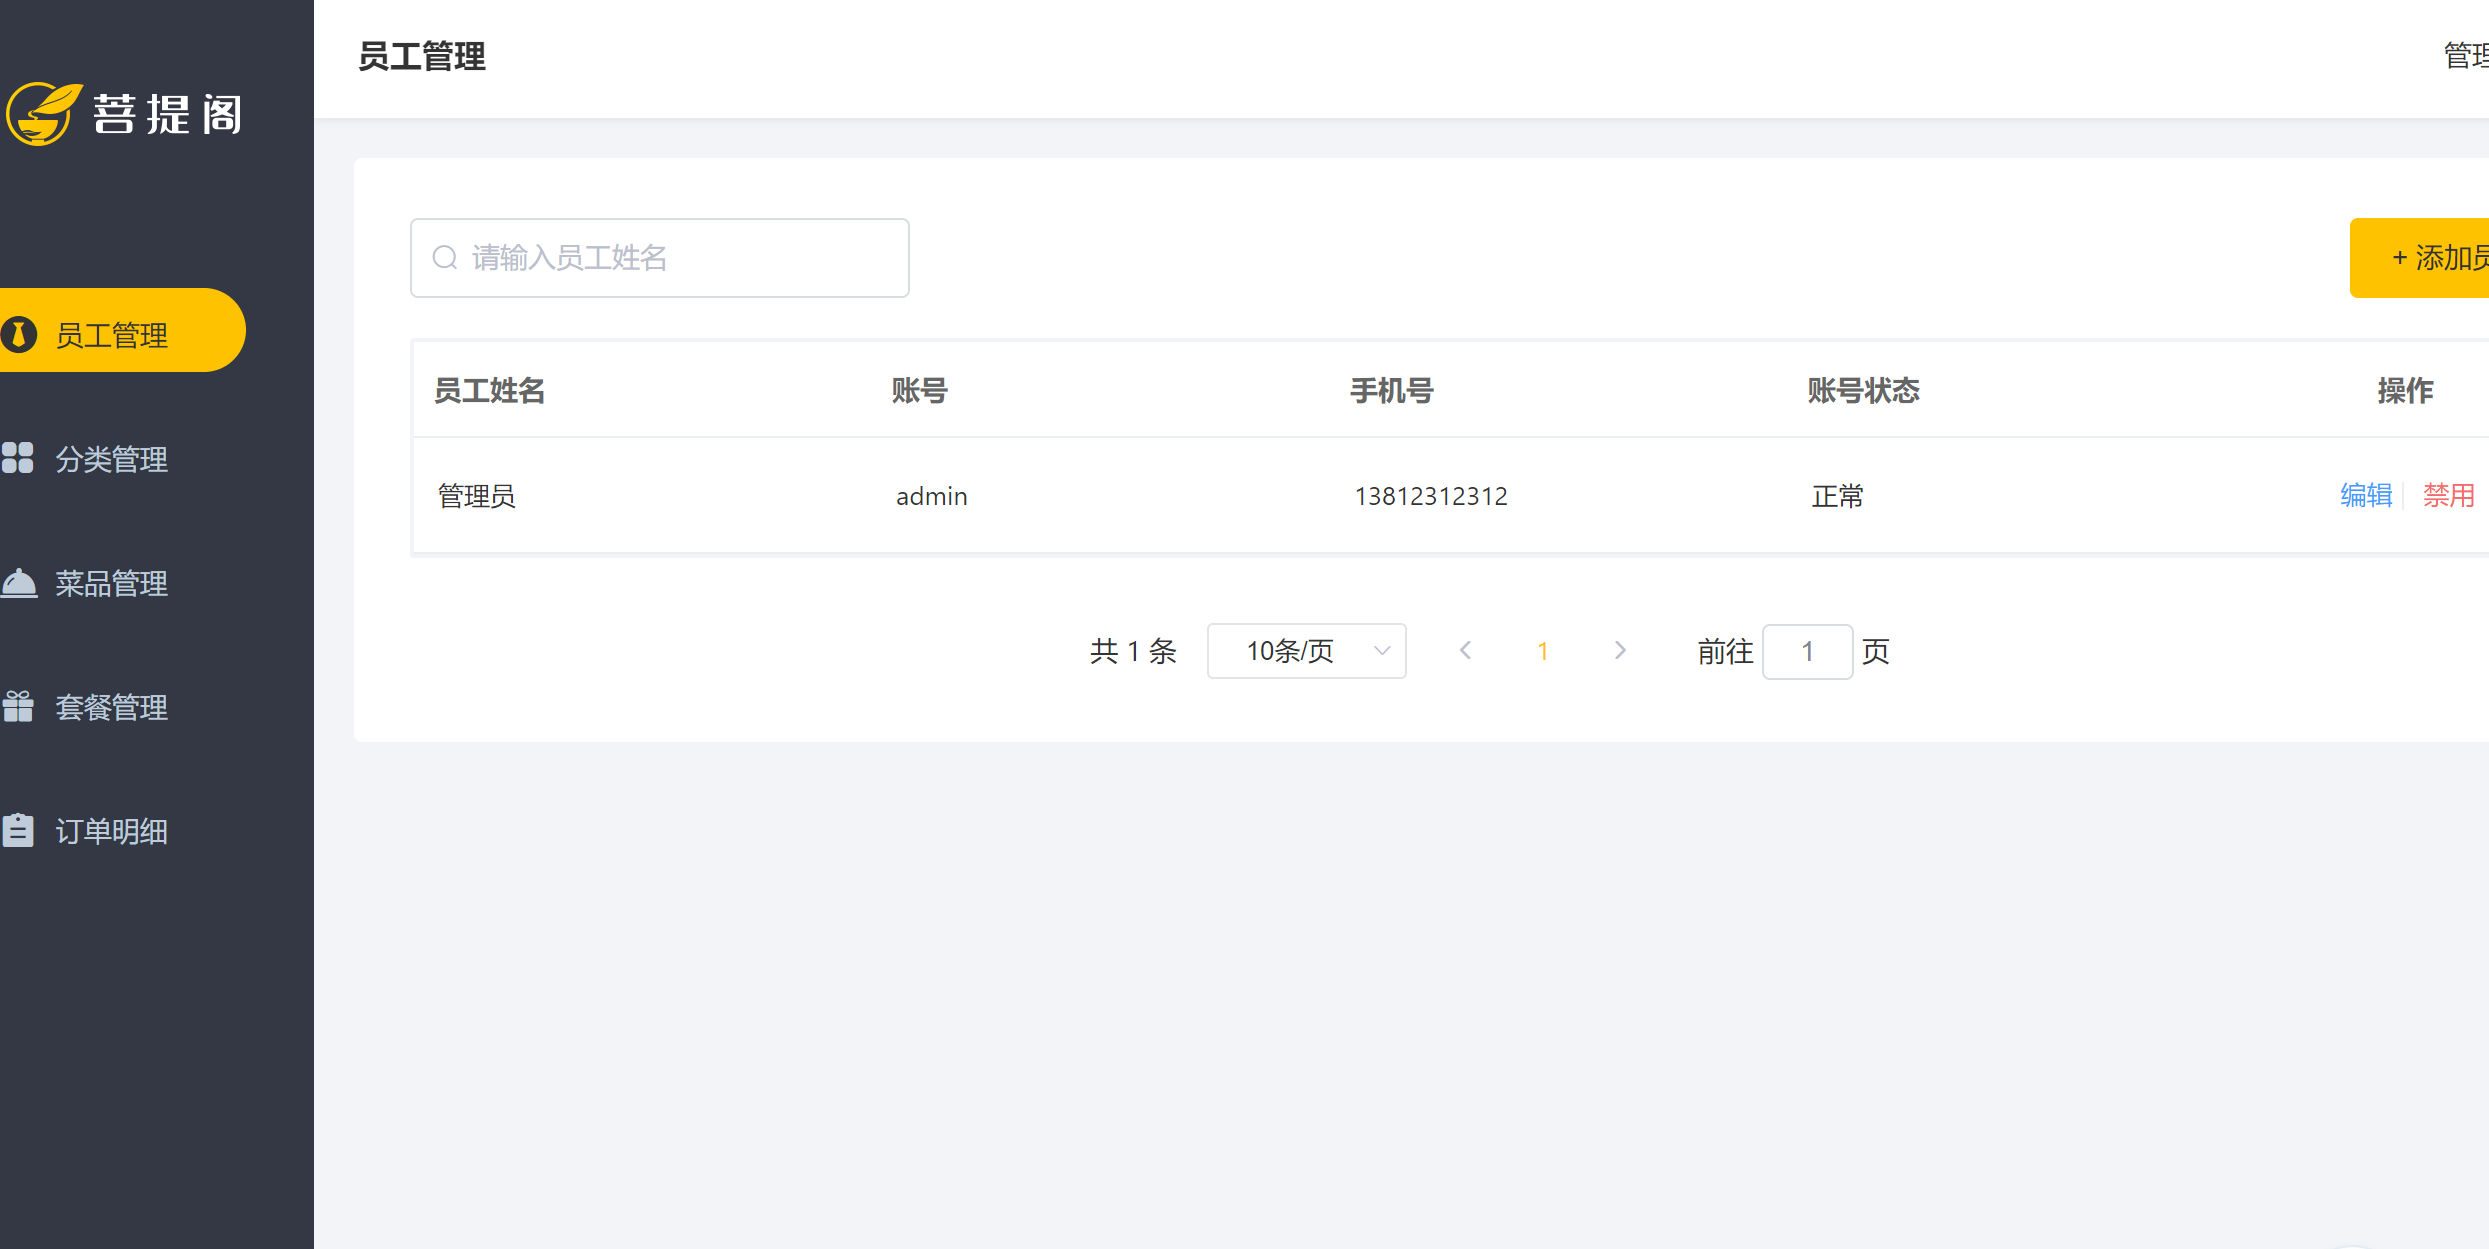 菩提阁
员工管理
分类管理
菜品管理
套餐管理
订单明细
员工管理
管理
请输入员工姓名
+ 添加员
员工姓名 账号 手机号 账号状态 操作
管理员 admin 13812312312 正常 编辑 禁用
共 1 条 10条/页 1 前往 1 页